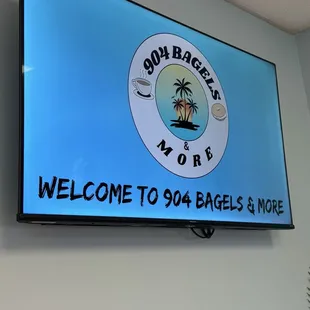 904 BAGELS
&
MORE
WELCOME TO 904 BAGELS & MORE